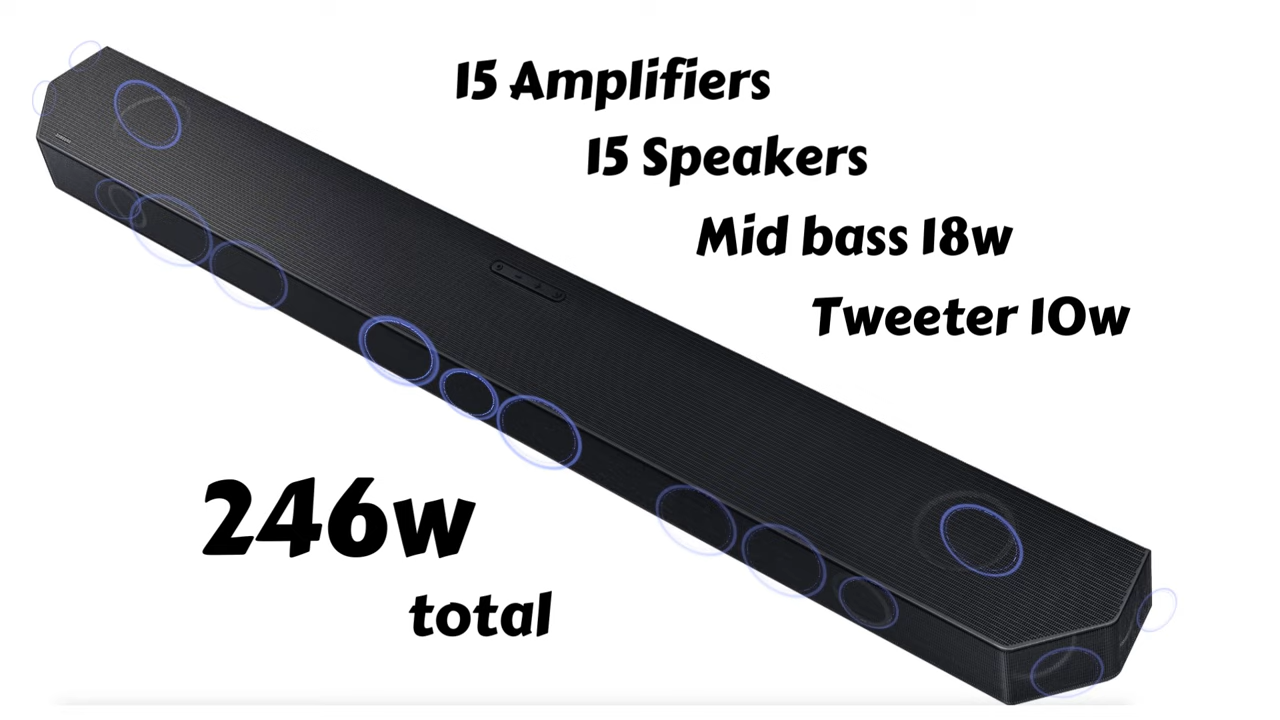 15 Amplifiers
15 Speakers
Mid bass 18w
Tweeter 10w
246w
total